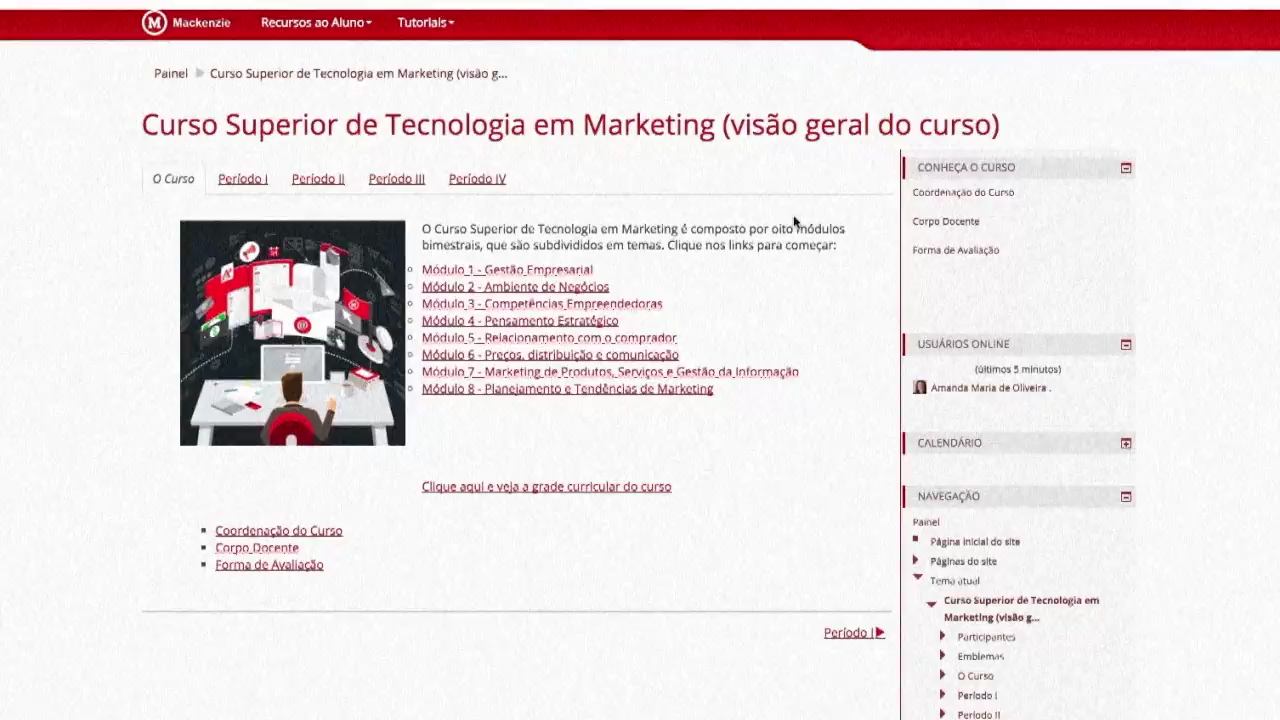 Mackenzie
Recursos ao Aluno
Tutoriais
Painel
Curso Superior de Tecnologia em Marketing (visão g...
Curso Superior de Tecnologia em Marketing (visão geral do curso)
O Curso
Período I
Período II
Período III
Período IV
O Curso Superior de Tecnologia em Marketing é composto por oito módulos
bimestrais, que são subdivididos em temas. Clique nos links para começar:
Módulo 1 - Gestão Empresarial
Módulo 2 - Ambiente de Negócios
Módulo 3 - Competências Empreendedoras
Módulo 4 - Pensamento Estratégico
Módulo 5 - Relacionamento com o comprador
Módulo 6 - Preços, distribuição e comunicação
Módulo 7 - Marketing de Produtos, Serviços e Gestão da Informação
Módulo 8 - Planejamento e Tendências de Marketing
Clique aqui e veja a grade curricular do curso
Coordenação do Curso
Corpo Docente
Forma de Avaliação
Período I
CONHEÇA O CURSO
Coordenação do Curso
Corpo Docente
Forma de Avaliação
USUÁRIOS ONLINE
(últimos 5 minutos)
Amanda Maria de Oliveira .
CALENDÁRIO
NAVEGAÇÃO
Painel
Página inicial do site
Páginas do site
Tema atual
Curso Superior de Tecnologia em
Marketing (visão g...
Participantes
Emblemas
O Curso
Período I
Período II